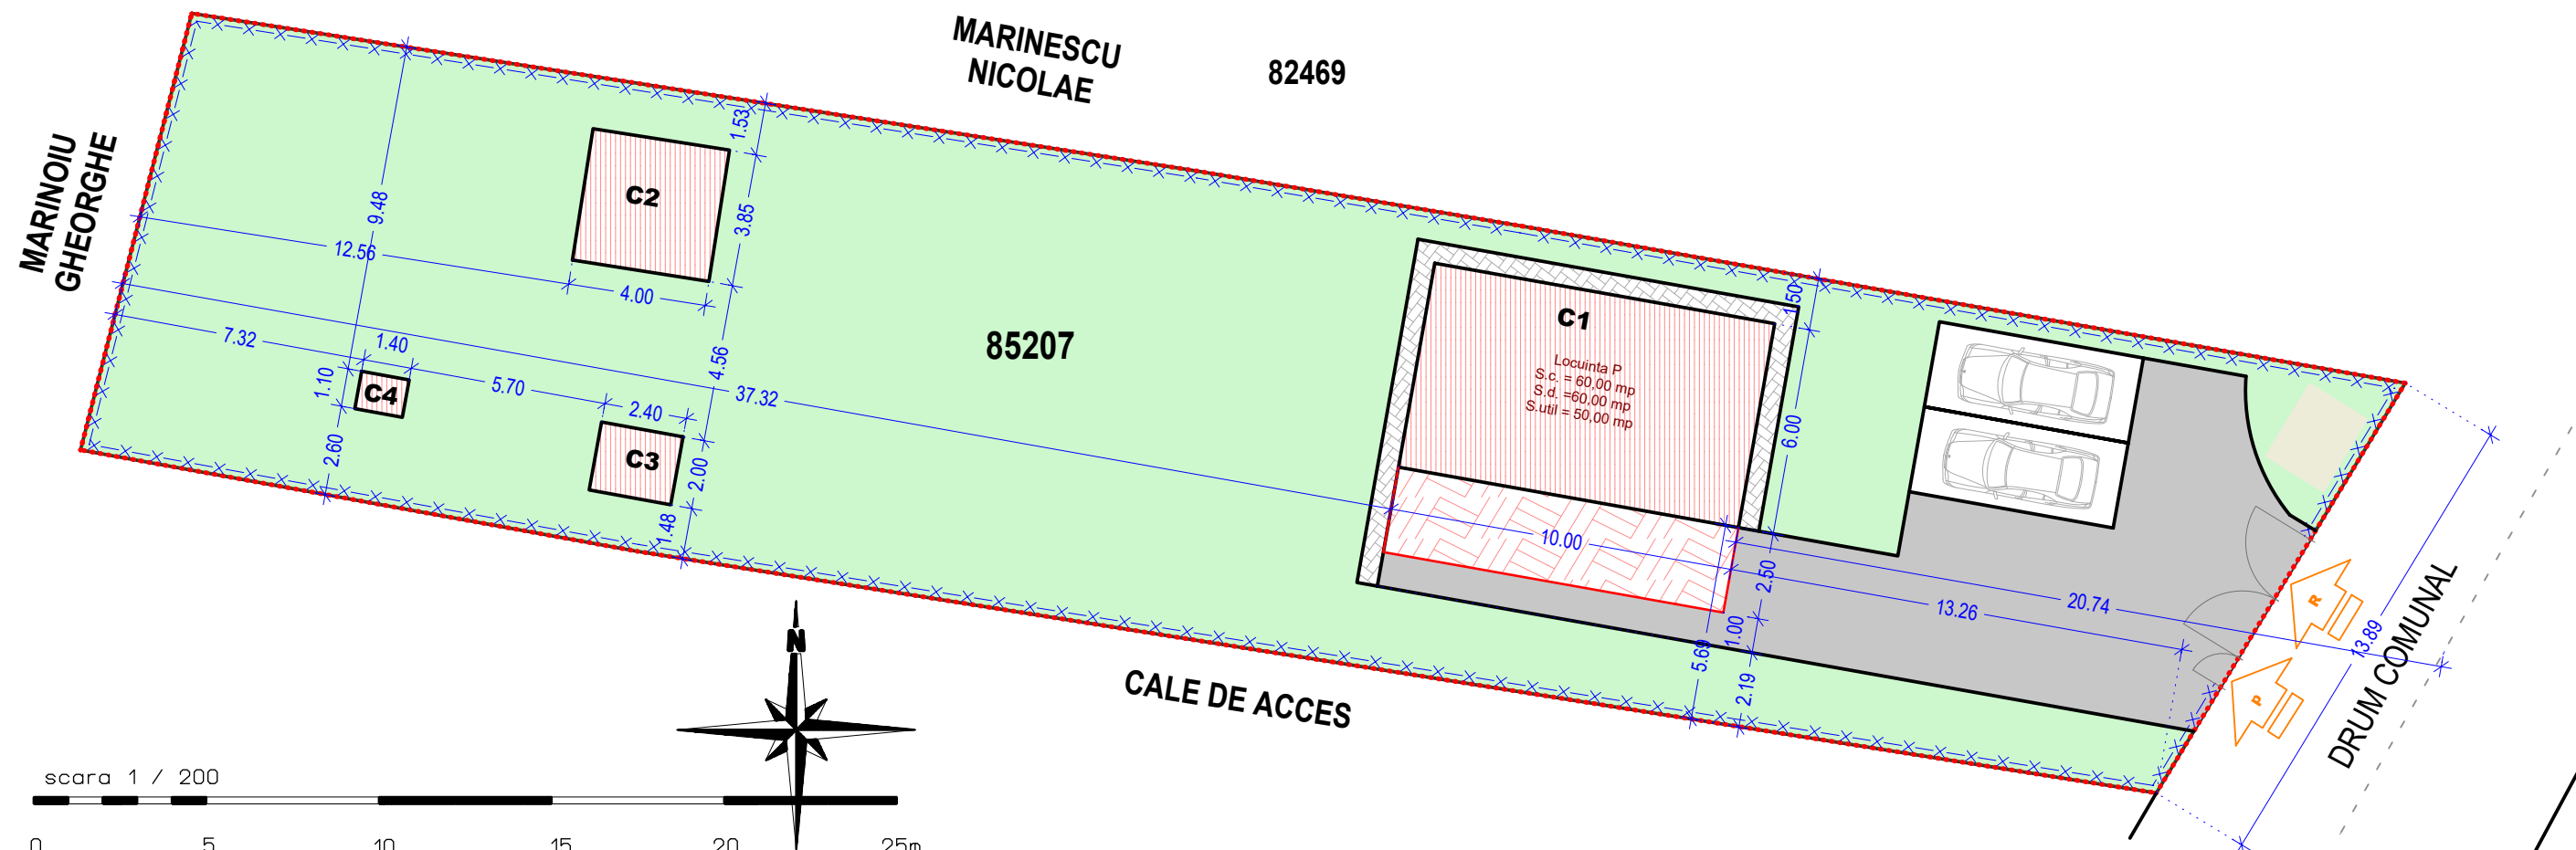 MARINESCU
NICOLAE
82469
MARINOIU
GHEORGHE
1.53
C2
9.48
3.85
12.56
4.00
1.50
C1
7.32
1.40
4.56
85207
Locuinta P
S.c. = 60,00 mp
S.d. =60,00 mp
S.util = 50,00 mp
1.10
C4
5.70
37.32
2.40
6.00
2.60
C3
2.00
1.48
10.00
2.50
13.26
20.74
R
1.00
5.69
13.89
2.19
P
DRUM COMUNAL
CALE DE ACCES
N
scara 1 / 200
0 5 10 15 20 25m